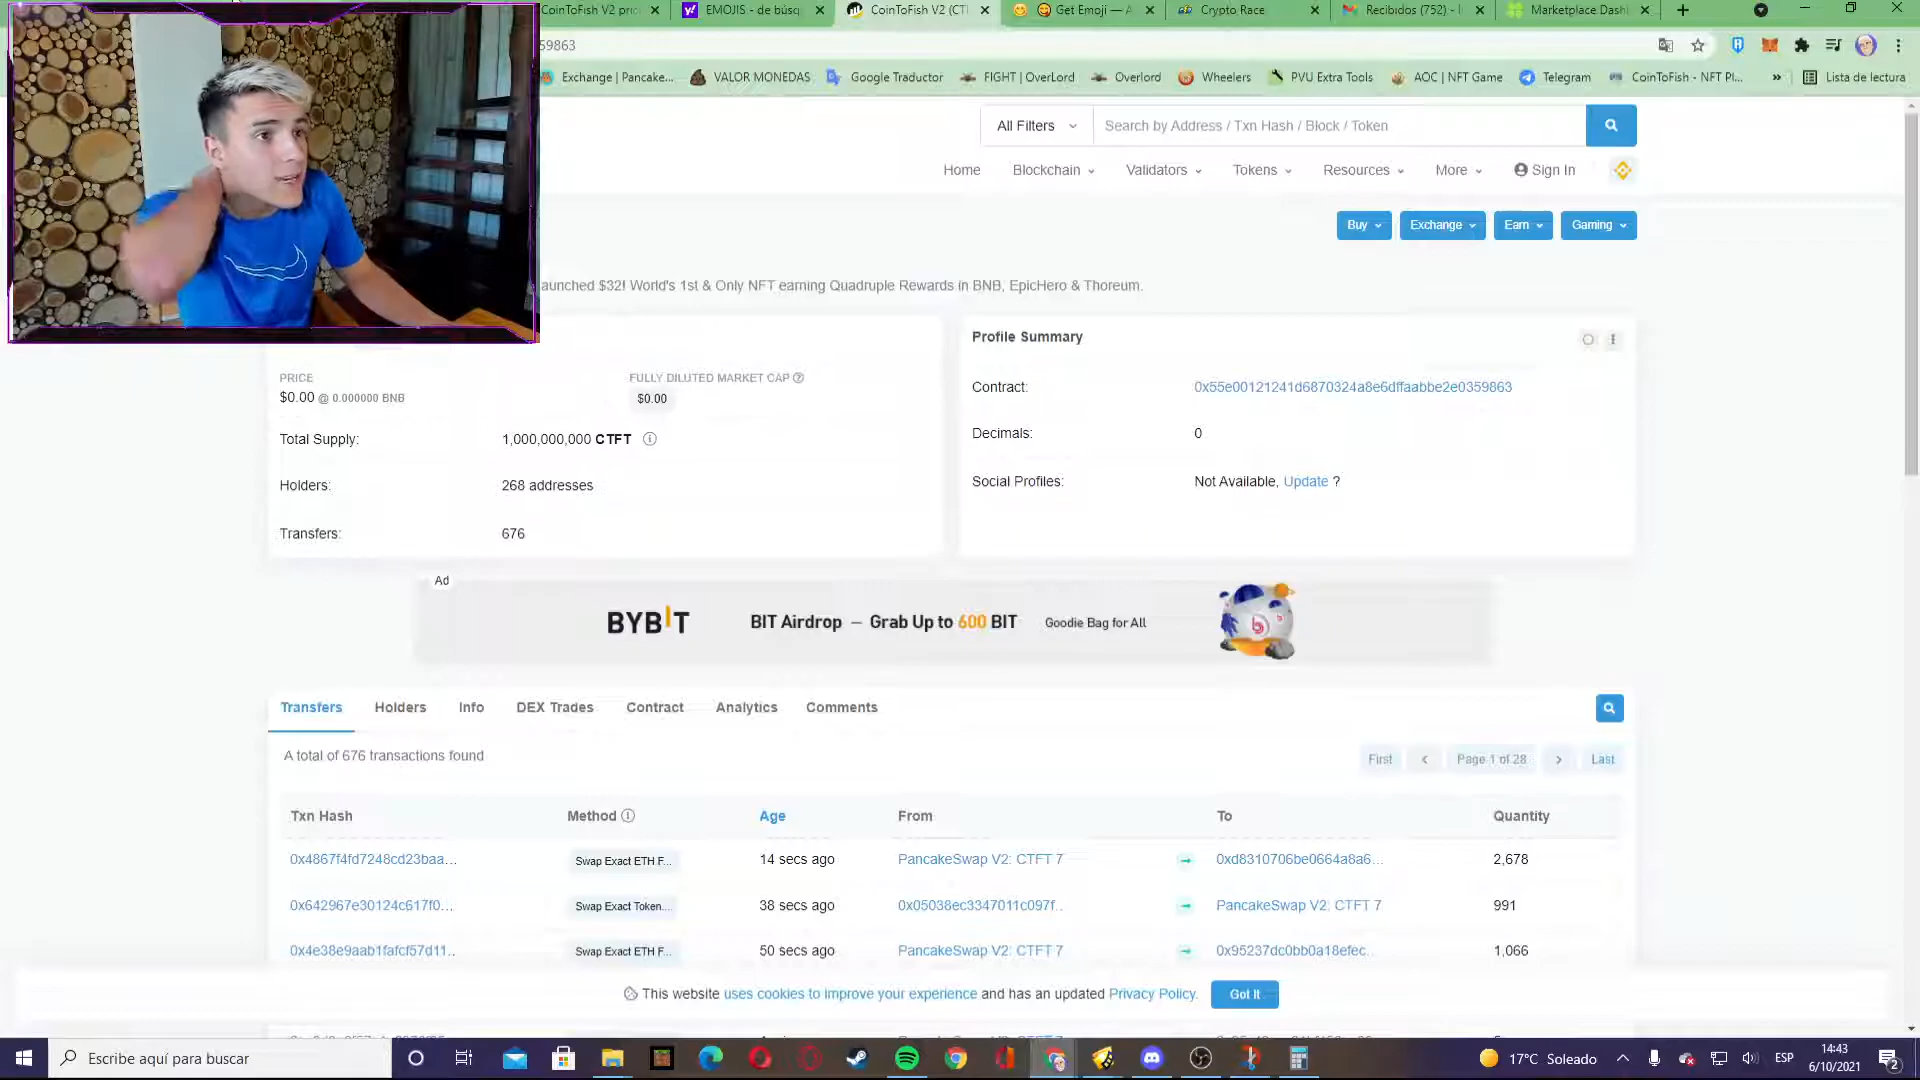 CoinToFish V2 pric
EMOJIS - de búsq
CoinToFish V2 (CT
Get Emoji — A
Crypto Race
Recibidos (752) - l
Marketplace Dash
59863
Exchange | Pancake...
VALOR MONEDAS
Google Traductor
FIGHT | OverLord
Overlord
Wheelers
PVU Extra Tools
AOC | NFT Game
Telegram
CoinToFish - NFT Pl...
»
Lista de lectura
All Filters
Search by Address / Txn Hash / Block / Token
Home
Blockchain
Validators
Tokens
Resources
More
Sign In
Buy
Exchange
Earn
Gaming
aunched $32! World's 1st & Only NFT earning Quadruple Rewards in BNB, EpicHero & Thoreum.
PRICE
$0.00 @ 0.000000 BNB
FULLY DILUTED MARKET CAP
$0.00
Total Supply:
1,000,000,000 CTFT
Holders:
268 addresses
Transfers:
676
Profile Summary
Contract:
0x55e00121241d6870324a8e6dffaabbe2e0359863
Decimals:
0
Social Profiles:
Not Available, Update ?
Ad
BYBIT
BIT Airdrop — Grab Up to 600 BIT
Goodie Bag for All
Transfers
Holders
Info
DEX Trades
Contract
Analytics
Comments
A total of 676 transactions found
First
Page 1 of 28
Last
Txn Hash
Method
Age
From
To
Quantity
0x4867f4fd7248cd23baa...
Swap Exact ETH F...
14 secs ago
PancakeSwap V2: CTFT 7
0xd8310706be0664a8a6...
2,678
0x642967e30124c617f0...
Swap Exact Token...
38 secs ago
0x05038ec3347011c097f..
PancakeSwap V2: CTFT 7
991
0x4e38e9aab1fafcf57d11..
Swap Exact ETH F...
50 secs ago
PancakeSwap V2: CTFT 7
0x95237dc0bb0a18efec..
1,066
This website uses cookies to improve your experience and has an updated Privacy Policy.
Got It
Escribe aquí para buscar
17°C Soleado
ESP
14:43
6/10/2021
2